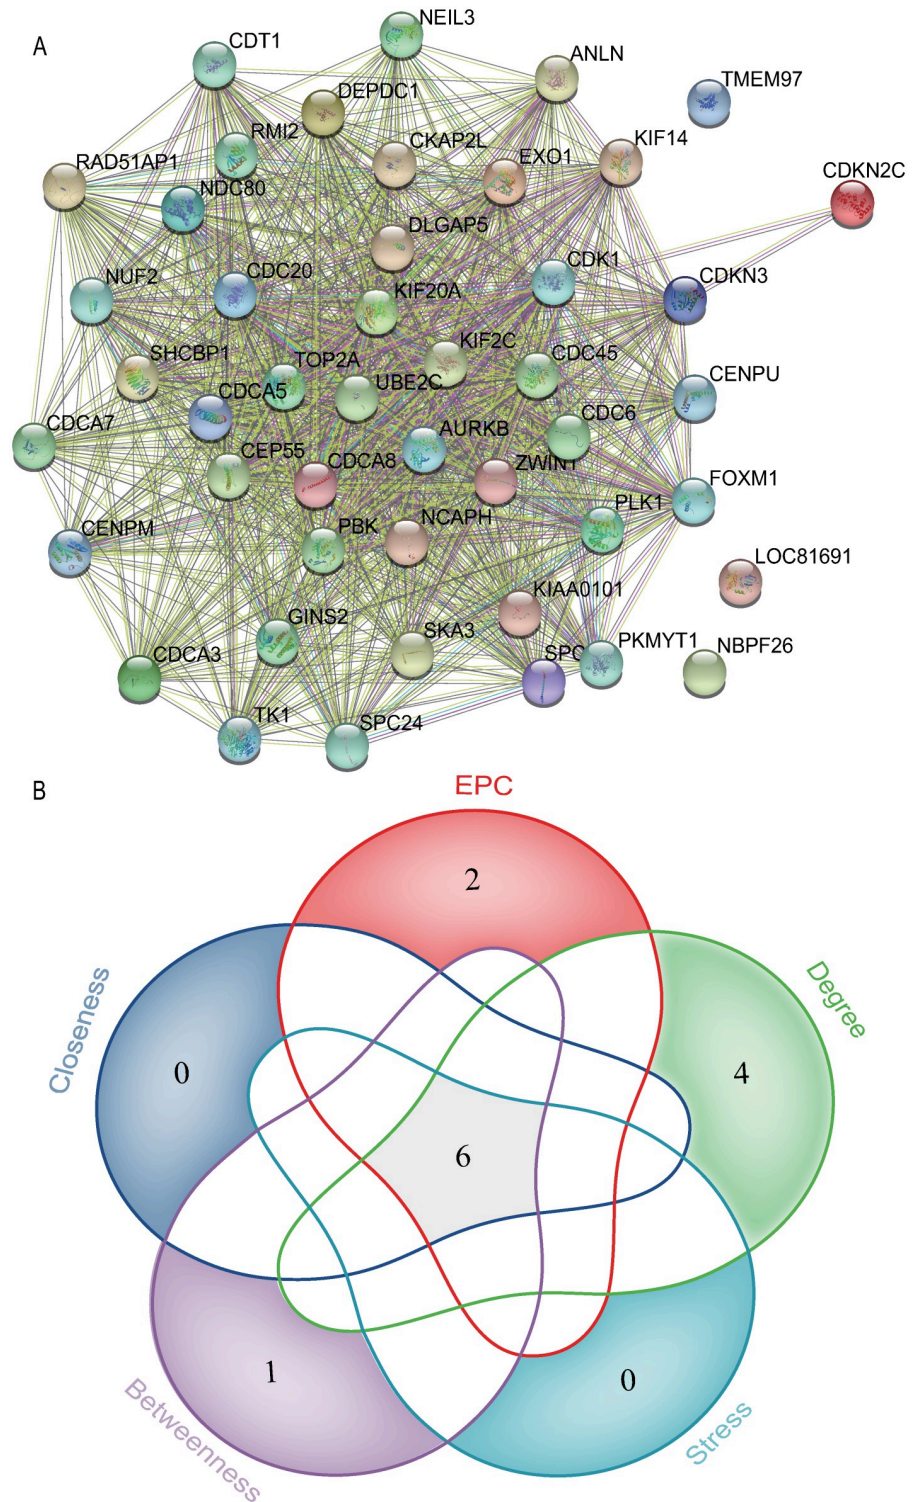 A
NEIL3
CDT1
ANLN
TMEM97
DEPDC1
RMI2
CKAP2L
KIF14
RAD51AP1
EXO1
CDKN2C
NDC80
DLGAP5
NUF2
CDC20
CDK1
CDKN3
KIF20A
SHCBP1
TOP2A
KIF2C
CDC45
CDCA5
UBE2C
CENPU
CDCA7
CDC6
AURKB
CEP55
CDCA8
ZWINT
FOXM1
PLK1
CENPM
PBK
NCAPH
LOC81691
KIAA0101
GINS2
SKA3
PKMYT1
CDCA3
SPC
NBPF26
TK1
SPC24
B
EPC
2
Closeness
Degree
0
4
6
1
0
Betweenness
Stress